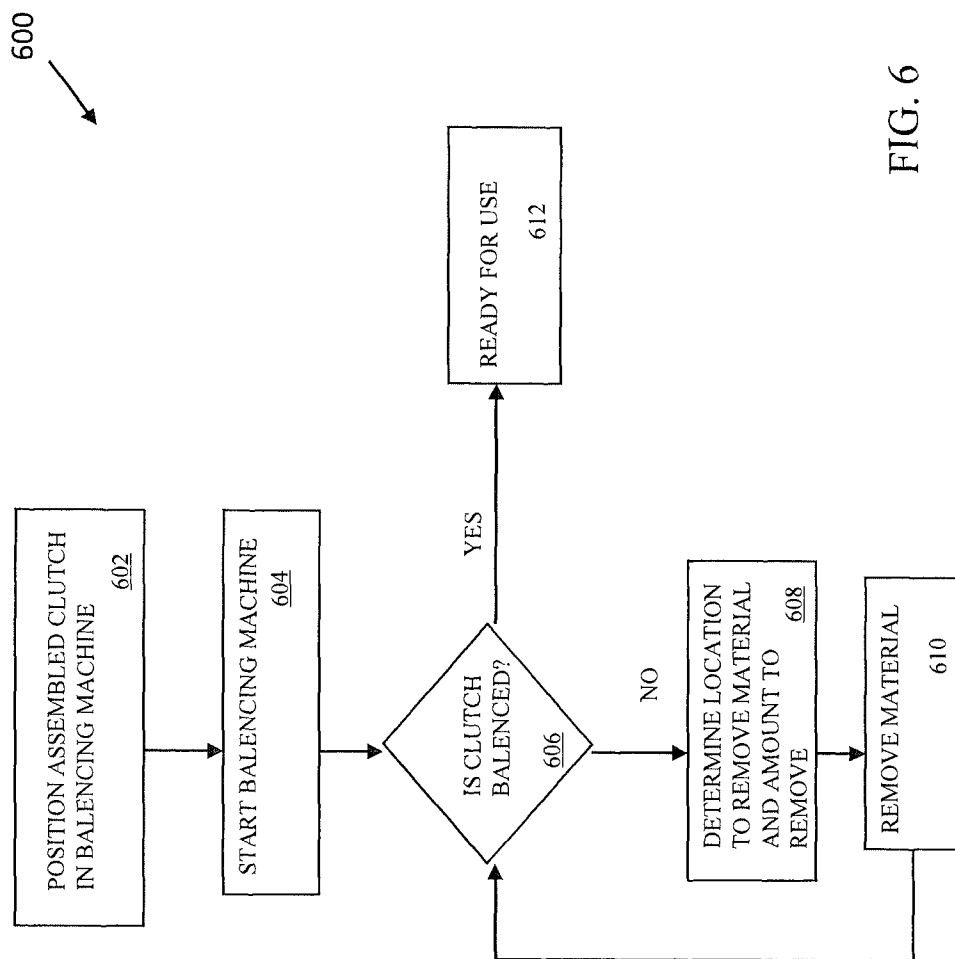 600
POSITION ASSEMBLED CLUTCH
IN BALENCING MACHINE
602
START BALENCING MACHINE
604
IS CLUTCH
BALENCED?
606
YES
READY FOR USE
612
NO
DETERMINE LOCATION
TO REMOVE MATERIAL
AND AMOUNT TO
REMOVE
608
REMOVE MATERIAL
610
FIG. 6